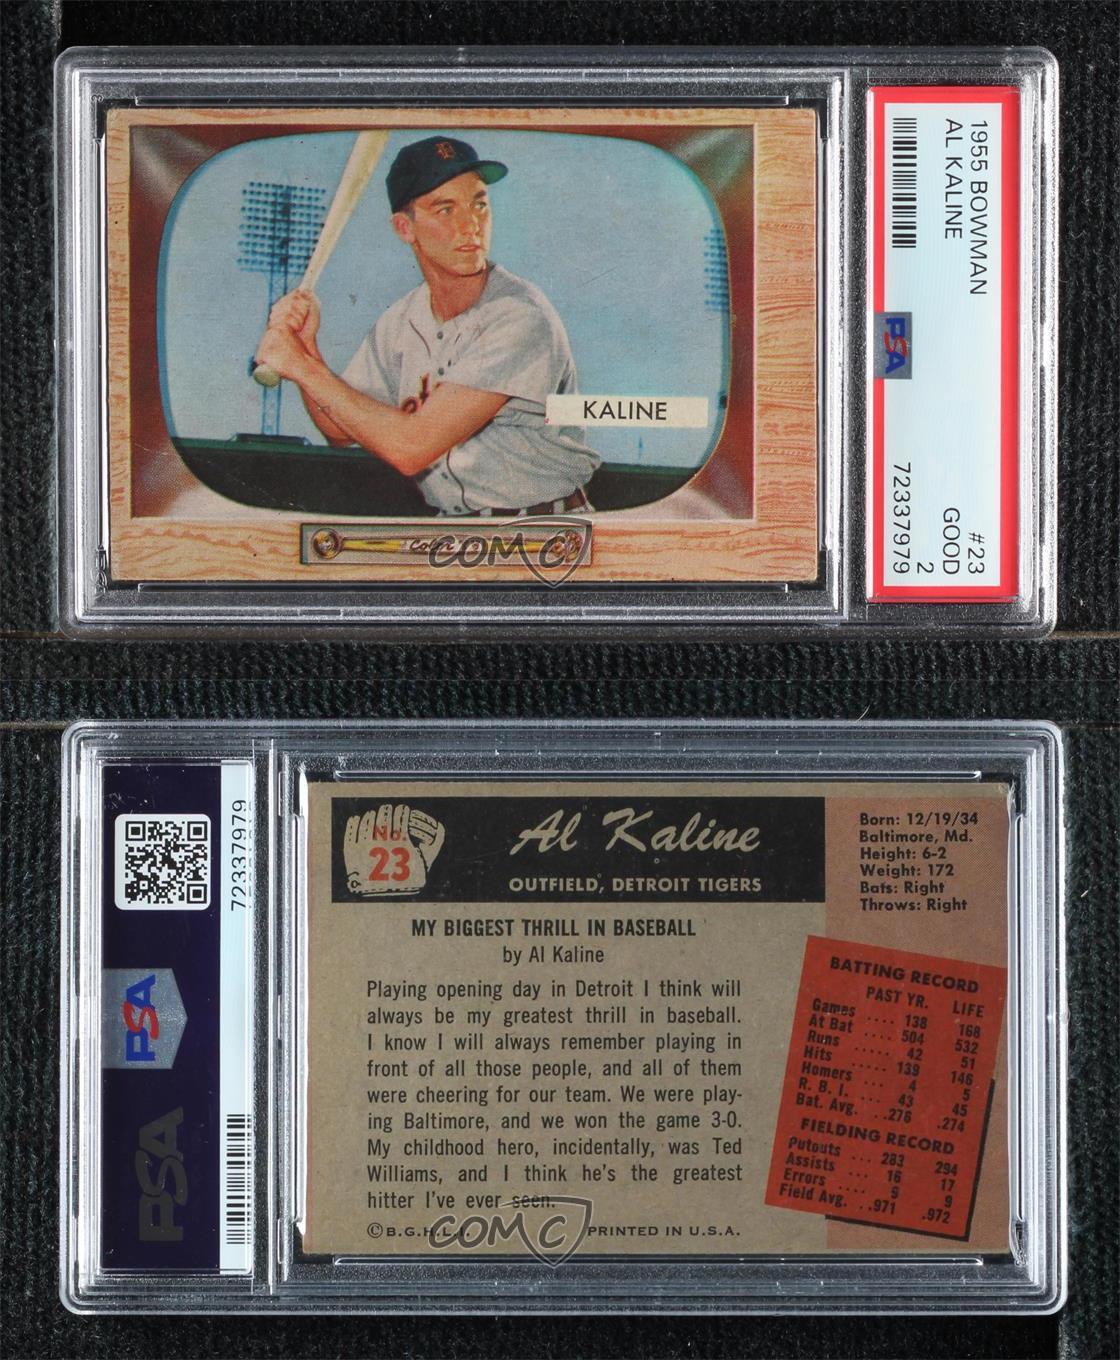 1955 BOWMAN
AL KALINE
#23
GOOD
2
PSA
72337979
KALINE
COMC
72337979
PSA
PSA
No.
23
Al Kaline
OUTFIELD, DETROIT TIGERS
Born: 12/19/34
Baltimore, Md.
Height: 6-2
Weight: 172
Bats: Right
Throws: Right
MY BIGGEST THRILL IN BASEBALL
by Al Kaline
Playing opening day in Detroit I think will
always be my greatest thrill in baseball.
I know I will always remember playing in
front of all those people, and all of them
were cheering for our team. We were play-
ing Baltimore, and we won the game 3-0.
My childhood hero, incidentally, was Ted
Williams, and I think he's the greatest
hitter I've ever seen.
©B.G.H.L.I. PRINTED IN U.S.A.
COMC
BATTING RECORD
PAST YR. LIFE
Games .... 138 168
At Bat .... 504 532
Runs ..... 42 51
Hits ..... 139 146
Homers ... 4 5
R. B. I. ... 43 45
Bat. Avg. ..276 .274
FIELDING RECORD
Putouts ... 283 294
Assists ... 16 17
Errors .... 9 9
Field Avg. ..971 .972